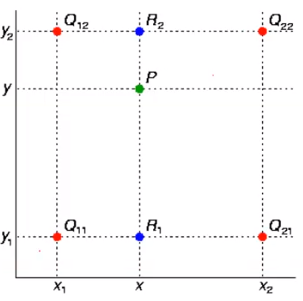 y₂ Q₁₂ R₂ Q₂₂
P
y
Q₁₁ R₁ Q₂₁
y₁
x₁ x x₂